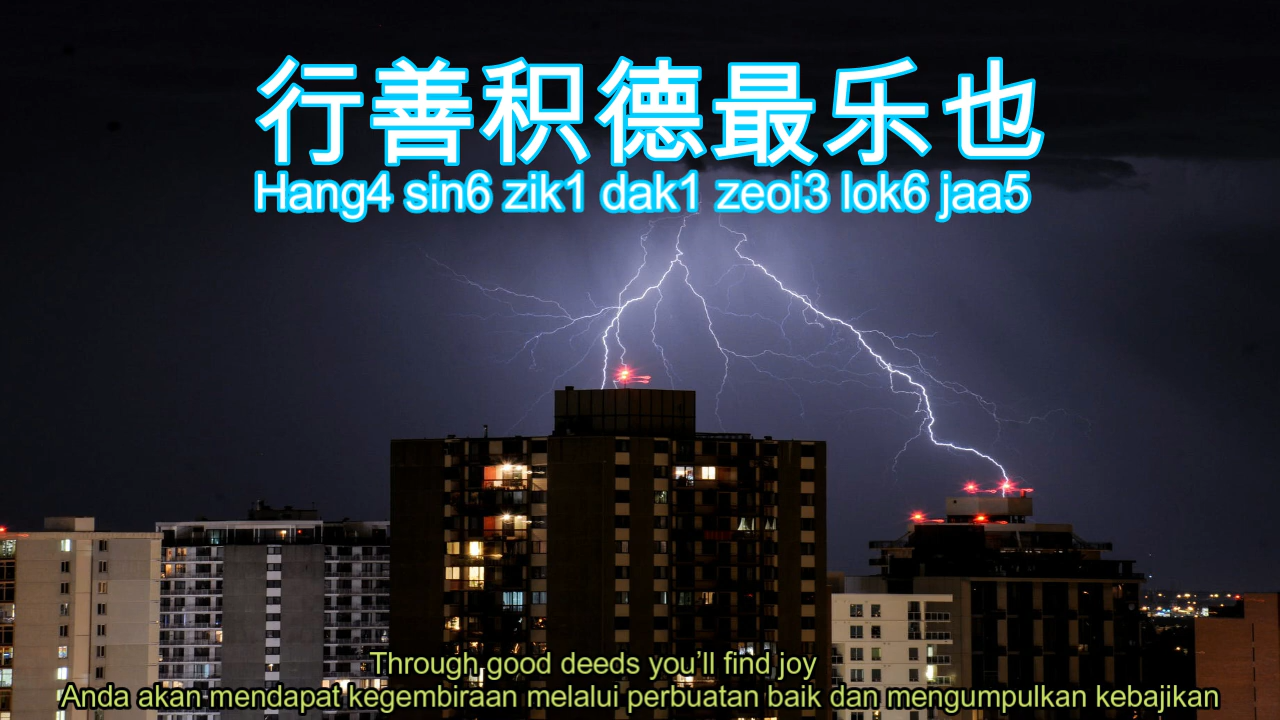 行善积德最乐也
Hang4 sin6 zik1 dak1 zeoi3 lok6 jaa5
Through good deeds you'll find joy
Anda akan mendapat kegembiraan melalui perbuatan baik dan mengumpulkan kebajikan